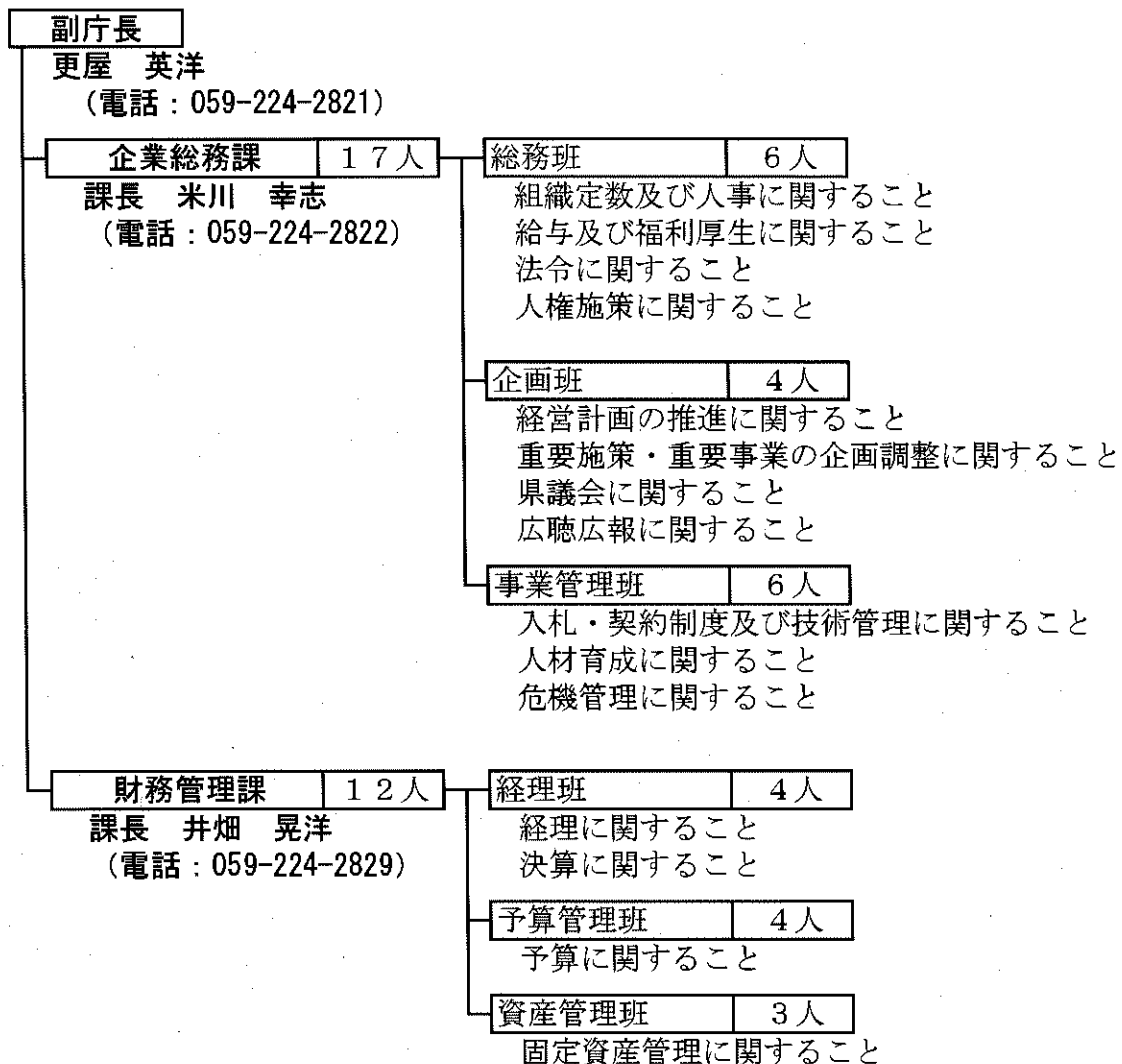 副庁長
更屋 英洋
(電話：059-224-2821)
企業総務課 17人
課長 米川 幸志
(電話：059-224-2822)
総務班 6人
組織定数及び人事に関すること
給与及び福利厚生に関すること
法令に関すること
人権施策に関すること
企画班 4人
経営計画の推進に関すること
重要施策・重要事業の企画調整に関すること
県議会に関すること
広聴広報に関すること
事業管理班 6人
入札・契約制度及び技術管理に関すること
人材育成に関すること
危機管理に関すること
財務管理課 12人
課長 井畑 晃洋
(電話：059-224-2829)
経理班 4人
経理に関すること
決算に関すること
予算管理班 4人
予算に関すること
資産管理班 3人
固定資産管理に関すること